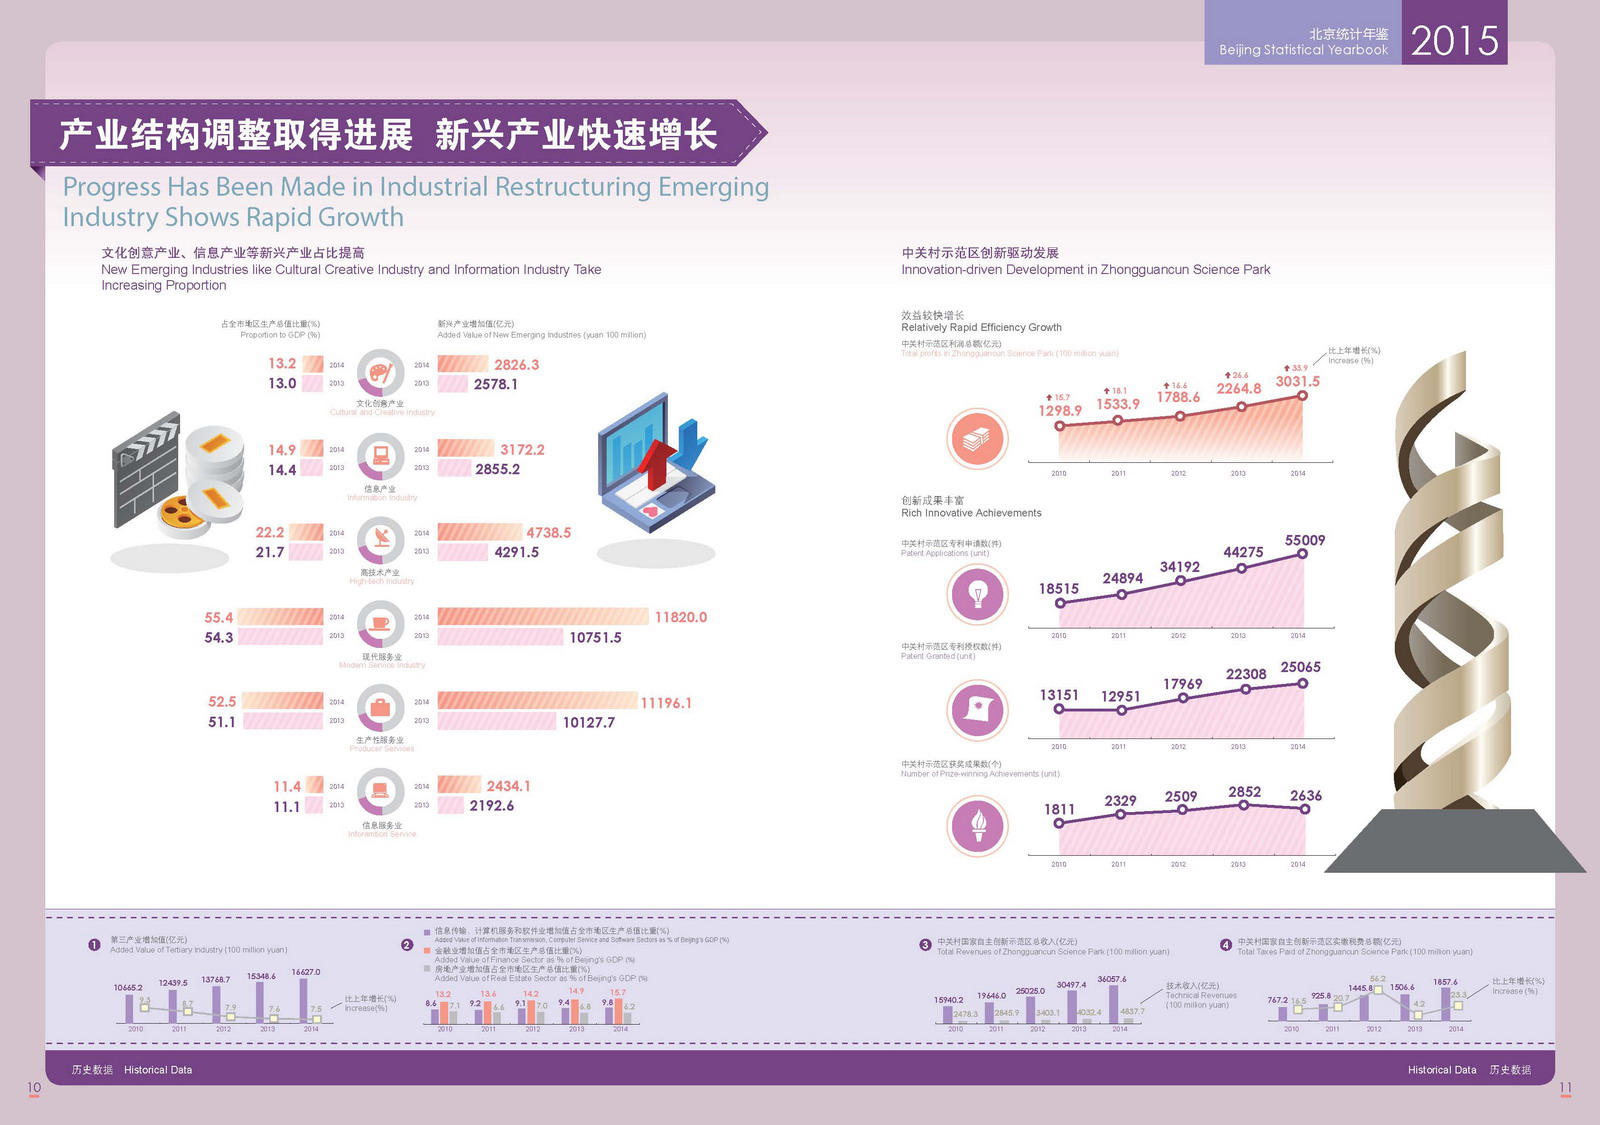 北京统计年鉴
Beijing Statistical Yearbook
2015
产业结构调整取得进展 新兴产业快速增长
Progress Has Been Made in Industrial Restructuring Emerging
Industry Shows Rapid Growth
文化创意产业、信息产业等新兴产业占比提高
New Emerging Industries like Cultural Creative Industry and Information Industry Take
Increasing Proportion
占全市地区生产总值比重(%)
Proportion to GDP (%)
新兴产业增加值(亿元)
Added Value of New Emerging Industries (yuan 100 million)
13.2 2014 2014 2826.3
13.0 2013 2013 2578.1
文化创意产业
Cultural and Creative Industry
14.9 2014 2014 3172.2
14.4 2013 2013 2855.2
信息产业
Information Industry
22.2 2014 2014 4738.5
21.7 2013 2013 4291.5
高技术产业
High-tech Industry
55.4 2014 2014 11820.0
54.3 2013 2013 10751.5
现代服务业
Modern Service Industry
52.5 2014 2014 11196.1
51.1 2013 2013 10127.7
生产性服务业
Producer Services
11.4 2014 2014 2434.1
11.1 2013 2013 2192.6
信息服务业
Inforamtion Service
中关村示范区创新驱动发展
Innovation-driven Development in Zhongguancun Science Park
效益较快增长
Relatively Rapid Efficiency Growth
中关村示范区利润总额(亿元)
Total profits in Zhongguancun Science Park (100 million yuan)
比上年增长(%)
Increase (%)
15.7 18.1 16.6 26.6 33.9
1298.9 1533.9 1788.6 2264.8 3031.5
2010 2011 2012 2013 2014
创新成果丰富
Rich Innovative Achievements
中关村示范区专利申请数(件)
Patent Applications (unit)
18515 24894 34192 44275 55009
2010 2011 2012 2013 2014
中关村示范区专利授权数(件)
Patent Granted (unit)
13151 12951 17969 22308 25065
2010 2011 2012 2013 2014
中关村示范区获奖成果数(个)
Number of Prize-winning Achievements (unit)
1811 2329 2509 2852 2636
2010 2011 2012 2013 2014
1 第三产业增加值(亿元)
Added Value of Tertiary Industry (100 million yuan)
10665.2 12439.5 13768.7 15348.6 16627.0
9.3 8.7 7.9 7.6 7.5
比上年增长(%)
Increase(%)
2010 2011 2012 2013 2014
2 信息传输、计算机服务和软件业增加值占全市地区生产总值比重(%)
Added Value of Information Transmission, Computer Service and Software Sectors as % of Beijing's GDP (%)
金融业增加值占全市地区生产总值比重(%)
Added Value of Finance Sector as % of Beijing's GDP (%)
房地产业增加值占全市地区生产总值比重(%)
Added Value of Real Estate Sector as % of Beijing's GDP (%)
8.6 13.2 7.1 9.2 13.6 6.6 9.1 14.2 7.0 9.4 14.9 6.8 9.8 15.7 6.2
2010 2011 2012 2013 2014
3 中关村国家自主创新示范区总收入(亿元)
Total Revenues of Zhongguancun Science Park (100 million yuan)
15940.2 19646.0 25025.0 30497.4 36057.6
2478.3 2845.9 3403.1 4032.4 4837.7
技术收入(亿元)
Technical Revenues
(100 million yuan)
2010 2011 2012 2013 2014
4 中关村国家自主创新示范区实缴税费总额(亿元)
Total Taxes Paid of Zhongguancun Science Park (100 million yuan)
767.2 925.8 1445.8 1506.6 1857.6
16.5 20.7 56.2 4.2 23.3
比上年增长(%)
Increase (%)
2010 2011 2012 2013 2014
历史数据 Historical Data
Historical Data 历史数据
10
11